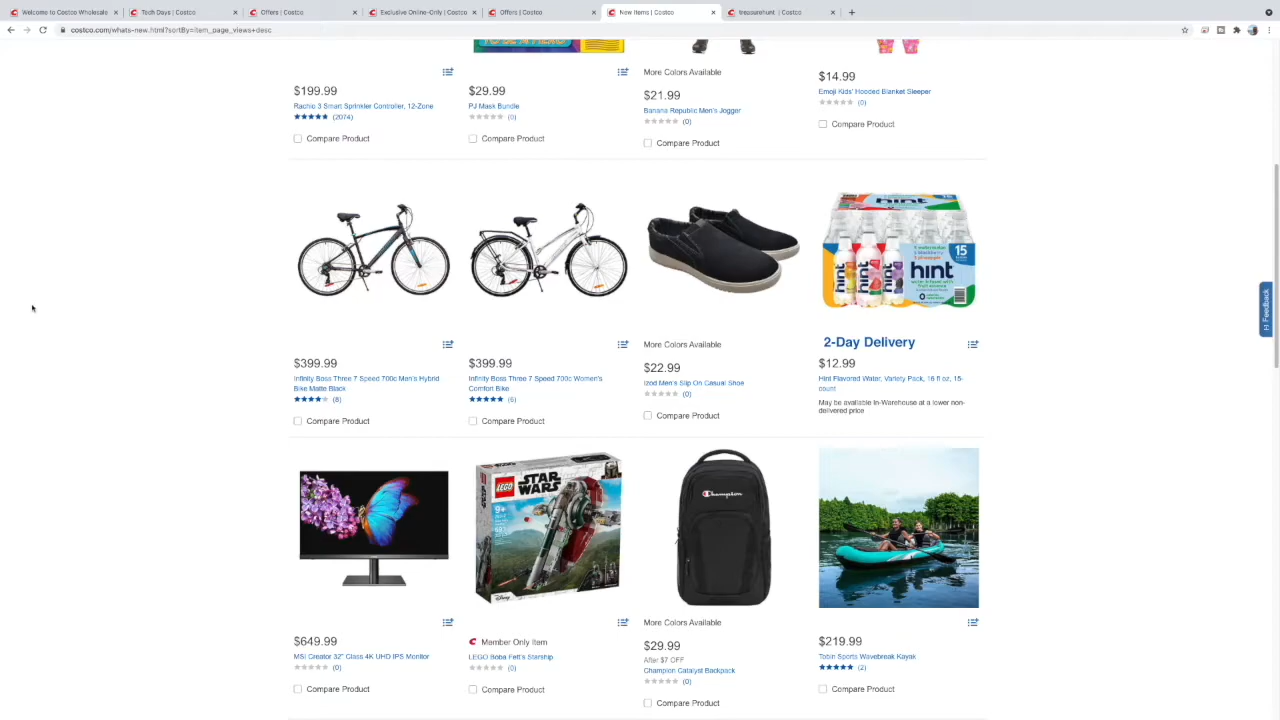 Welcome to Costco Wholesale
Tech Days | Costco
Offers | Costco
Exclusive Online-Only | Costco
Offers | Costco
New Items | Costco
treasurehunt | Costco
costco.com/whats-new.html?sortBy=item_page_views+desc
$199.99
Rachio 3 Smart Sprinkler Controller, 12-Zone
(2074)
Compare Product
$29.99
PJ Mask Bundle
(0)
Compare Product
More Colors Available
$21.99
Banana Republic Men's Jogger
(0)
Compare Product
$14.99
Emoji Kids' Hooded Blanket Sleeper
(0)
Compare Product
$399.99
Infinity Boss Three 7 Speed 700c Men's Hybrid
Bike Matte Black
(8)
Compare Product
$399.99
Infinity Boss Three 7 Speed 700c Women's
Comfort Bike
(6)
Compare Product
More Colors Available
$22.99
Izod Men's Slip On Casual Shoe
(0)
Compare Product
hint
hint
15
2-Day Delivery
$12.99
Hint Flavored Water, Variety Pack, 16 fl oz, 15-
count
May be available In-Warehouse at a lower non-
delivered price
Feedback
$649.99
MSI Creator 32" Class 4K UHD IPS Monitor
(0)
Compare Product
LEGO
STAR
WARS
9+
Disney
Member Only Item
LEGO Boba Fett's Starship
(0)
Compare Product
Champion
More Colors Available
$29.99
After $7 OFF
Champion Catalyst Backpack
(0)
Compare Product
$219.99
Tobin Sports Wavebreak Kayak
(2)
Compare Product